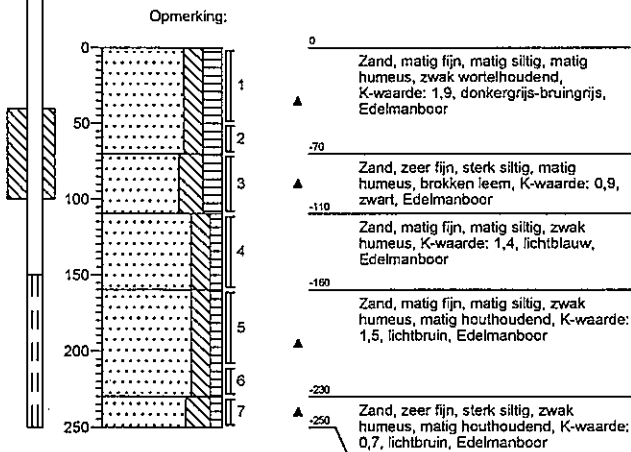 Opmerking:
0
50
100
150
200
250
1
2
3
4
5
6
7
0
Zand, matig fijn, matig siltig, matig
humeus, zwak wortelhoudend,
K-waarde: 1,9, donkergrijs-bruingrijs,
Edelmanboor
-70
Zand, zeer fijn, sterk siltig, matig
humeus, brokken leem, K-waarde: 0,9,
zwart, Edelmanboor
-110
Zand, matig fijn, matig siltig, zwak
humeus, K-waarde: 1,4, lichtblauw,
Edelmanboor
-160
Zand, matig fijn, matig siltig, zwak
humeus, matig houthoudend, K-waarde:
1,5, lichtbruin, Edelmanboor
-230
Zand, zeer fijn, sterk siltig, zwak
humeus, matig houthoudend, K-waarde:
0,7, lichtbruin, Edelmanboor
-250